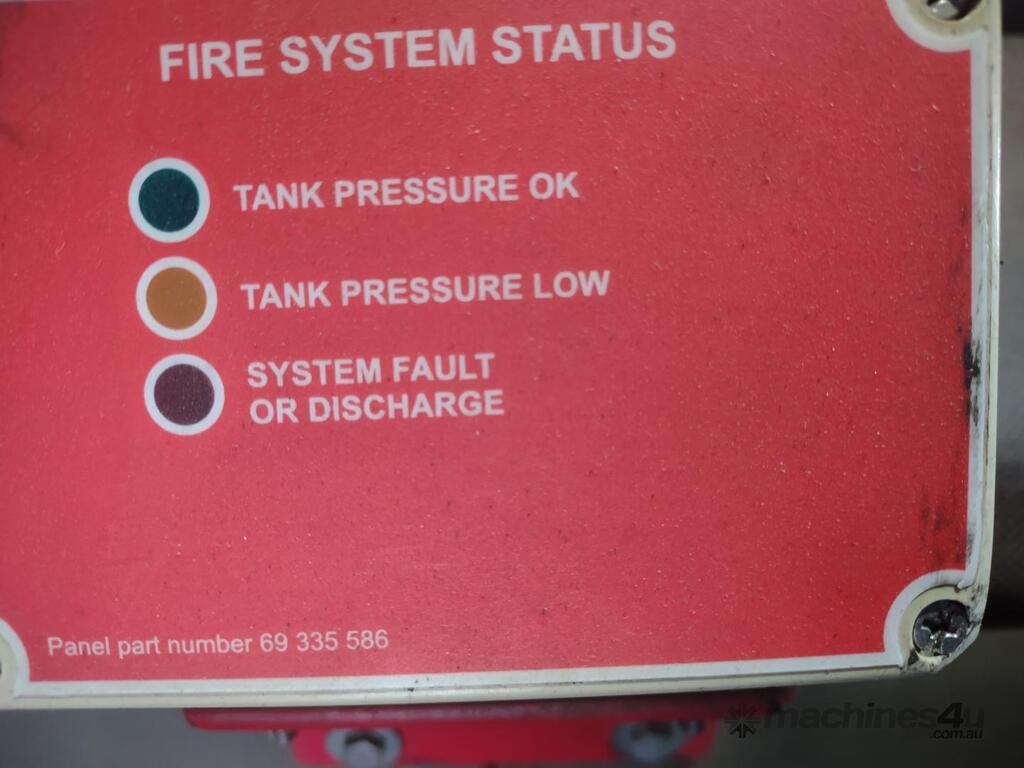 FIRE SYSTEM STATUS
TANK PRESSURE OK
TANK PRESSURE LOW
SYSTEM FAULT
OR DISCHARGE
Panel part number 69 335 586
machines4u
.com.au